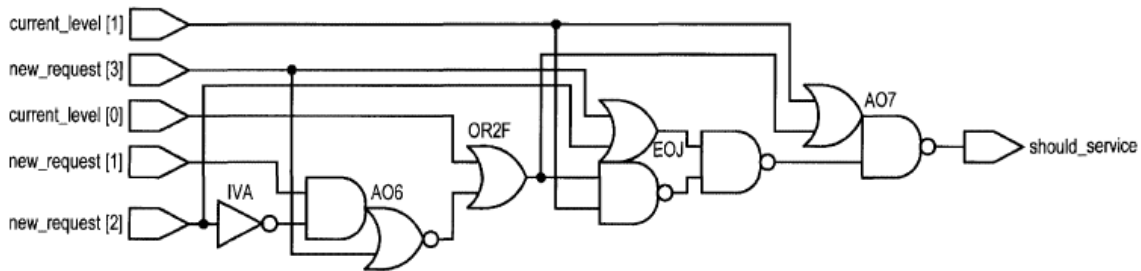 current_level [1]
new_request [3]
current_level [0]
new_request [1]
new_request [2]
IVA
AO6
OR2F
EOJ
AO7
should_service